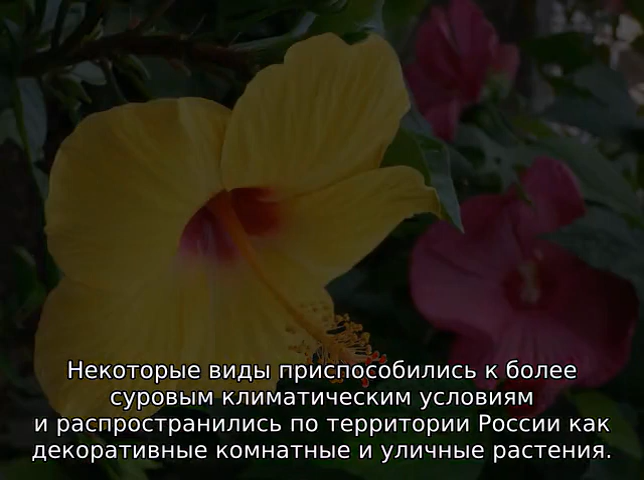 Некоторые виды приспособились к более
суровым климатическим условиям
и распространились по территории России как
декоративные комнатные и уличные растения.